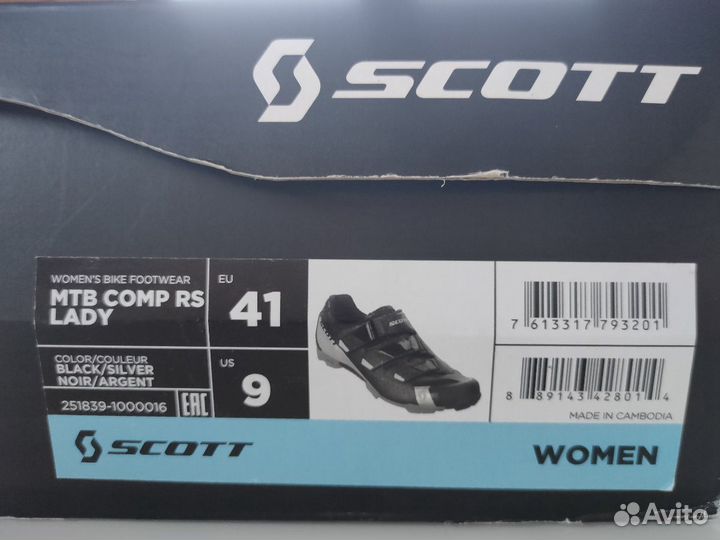 SCOTT
WOMEN'S BIKE FOOTWEAR
MTB COMP RS
LADY
EU
41
COLOR/COULEUR
BLACK/SILVER
NOIR/ARGENT
251839-1000016
EAC
US
9
SCOTT
7 613317 793201
8 89143 42801 4
MADE IN CAMBODIA
SCOTT
WOMEN
Avito